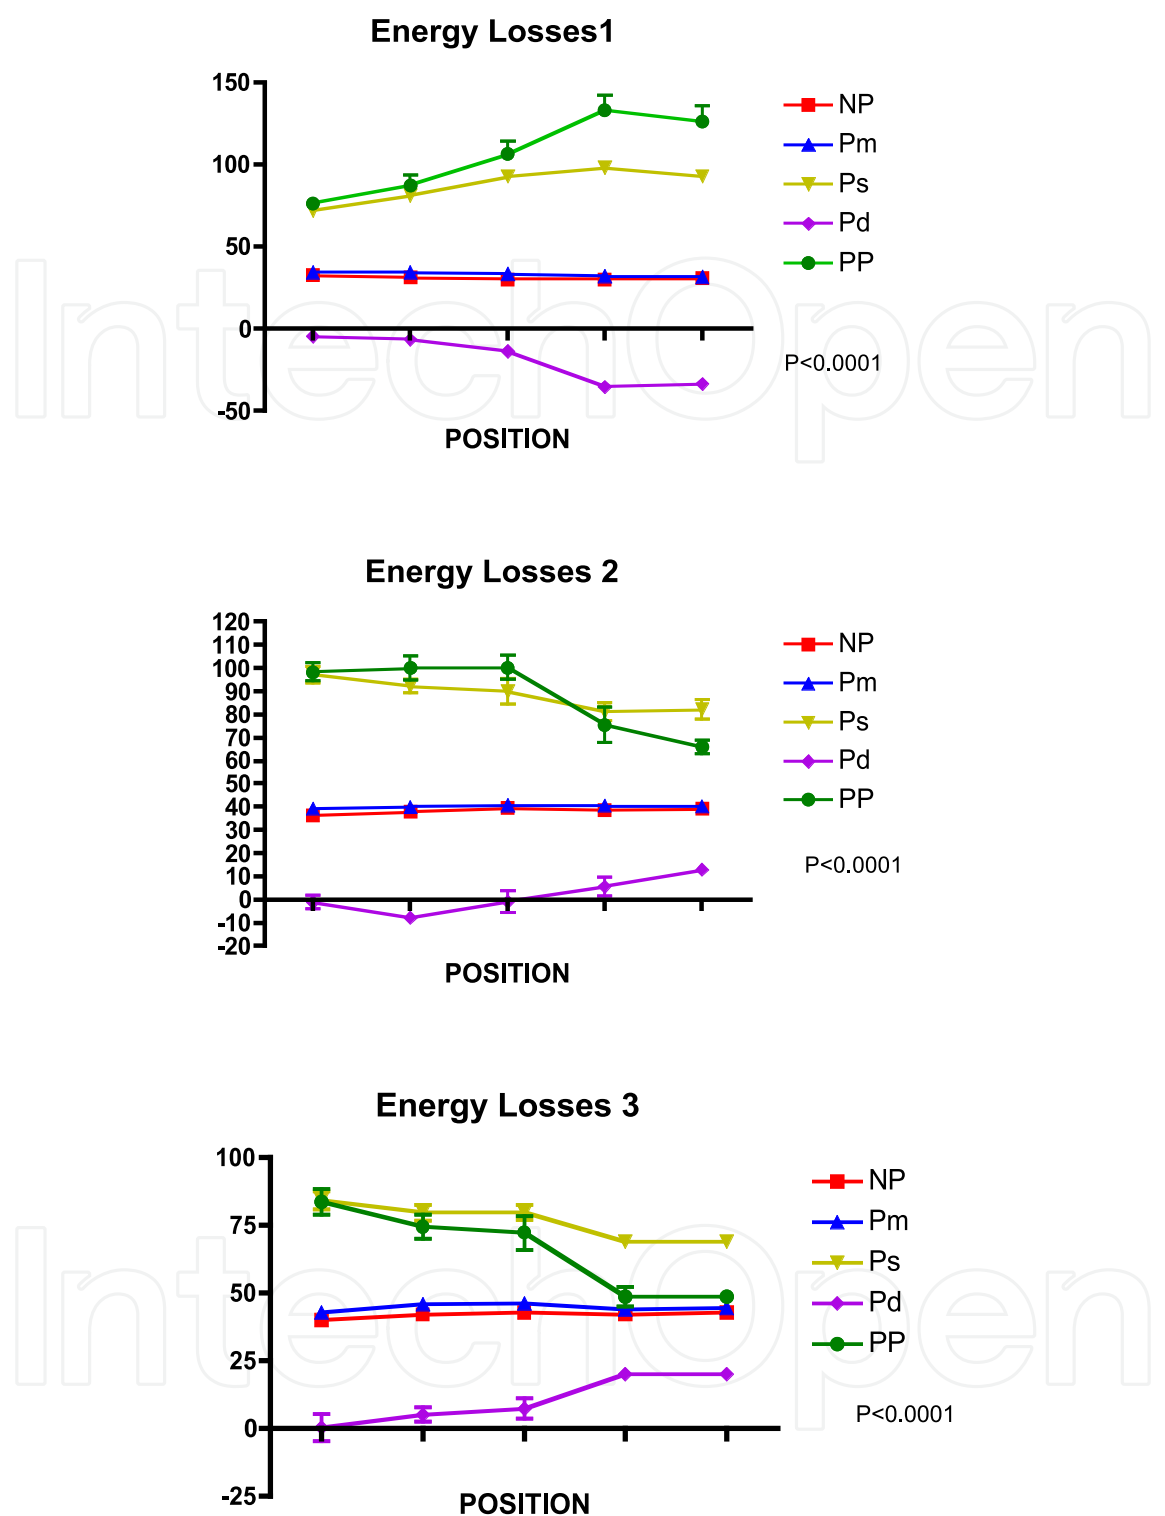 Energy Losses1
150
100
50
0
-50
POSITION
NP
Pm
Ps
Pd
PP
P<0.0001
Energy Losses 2
120
110
100
90
80
70
60
50
40
30
20
10
0
-10
-20
POSITION
NP
Pm
Ps
Pd
PP
P<0.0001
Energy Losses 3
100
75
50
25
0
-25
POSITION
NP
Pm
Ps
Pd
PP
P<0.0001
IntechOpen
IntechOpen